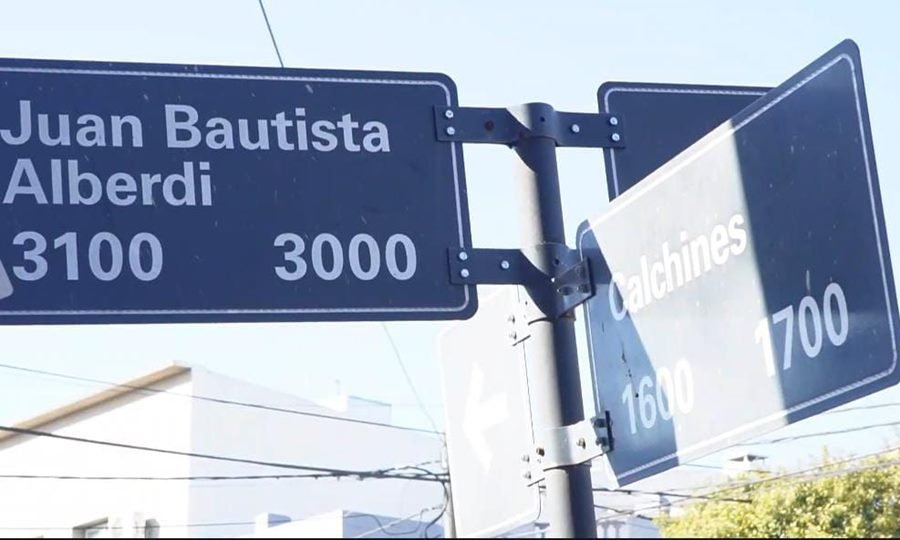 Juan Bautista
Alberdi
3100 3000
Calchines
1600 1700